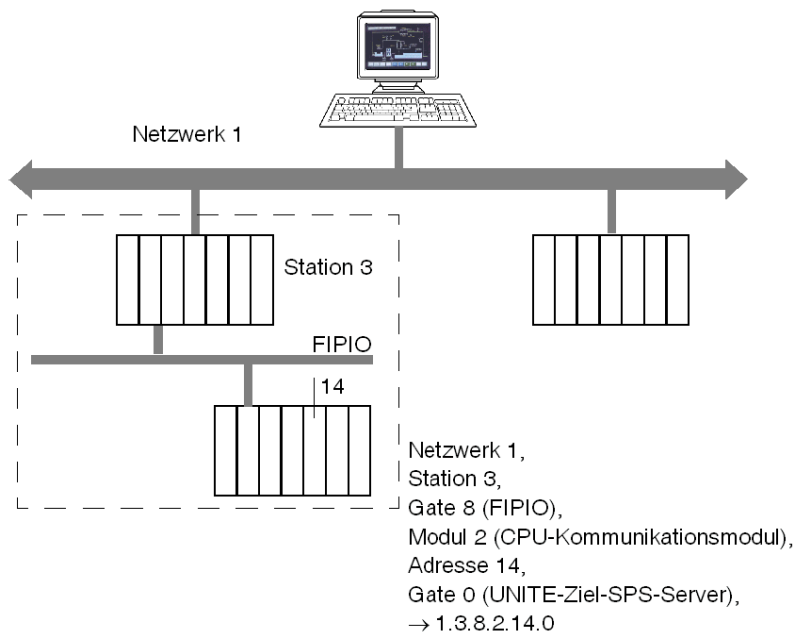 Netzwerk 1
Station 3
FIPIO
14
Netzwerk 1,
Station 3,
Gate 8 (FIPIO),
Modul 2 (CPU-Kommunikationsmodul),
Adresse 14,
Gate 0 (UNITE-Ziel-SPS-Server),
→ 1.3.8.2.14.0